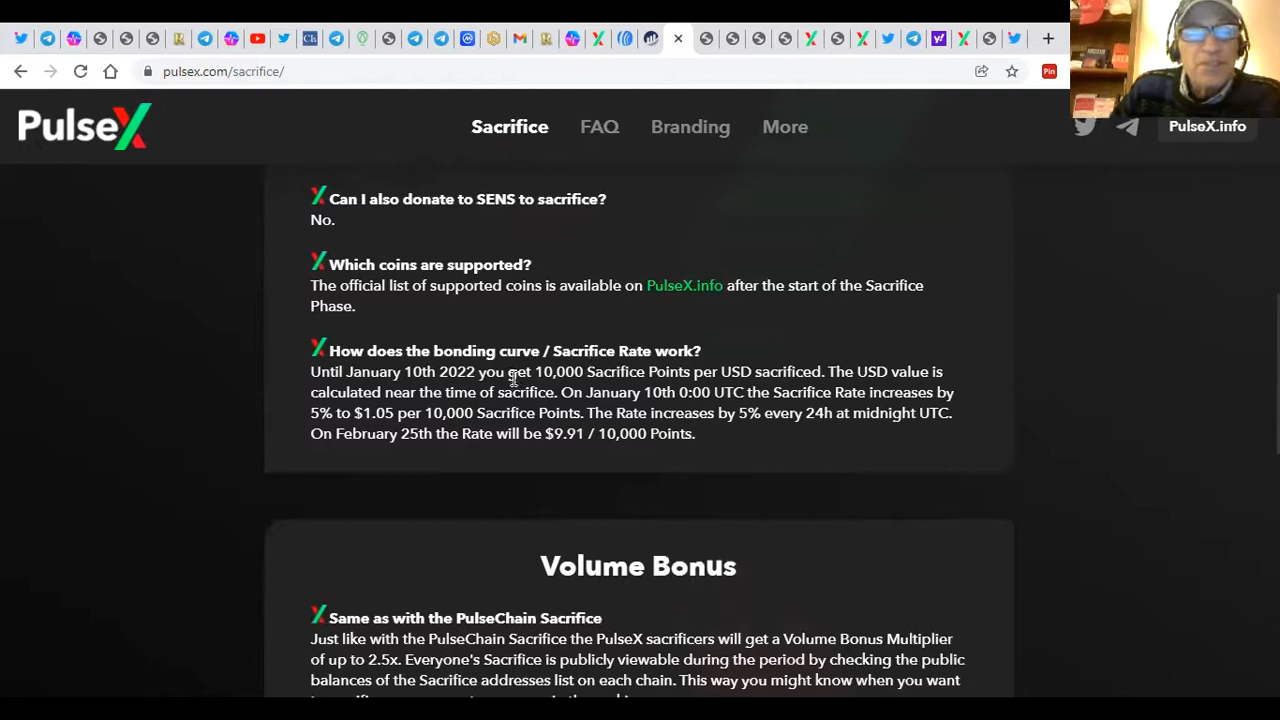 pulsex.com/sacrifice/
Pin
PulseX
Sacrifice
FAQ
Branding
More
PulseX.info
Can I also donate to SENS to sacrifice?
No.
Which coins are supported?
The official list of supported coins is available on PulseX.info after the start of the Sacrifice
Phase.
How does the bonding curve / Sacrifice Rate work?
Until January 10th 2022 you get 10,000 Sacrifice Points per USD sacrificed. The USD value is
calculated near the time of sacrifice. On January 10th 0:00 UTC the Sacrifice Rate increases by
5% to $1.05 per 10,000 Sacrifice Points. The Rate increases by 5% every 24h at midnight UTC.
On February 25th the Rate will be $9.91 / 10,000 Points.
Volume Bonus
Same as with the PulseChain Sacrifice
Just like with the PulseChain Sacrifice the PulseX sacrificers will get a Volume Bonus Multiplier
of up to 2.5x. Everyone's Sacrifice is publicly viewable during the period by checking the public
balances of the Sacrifice addresses list on each chain. This way you might know when you want